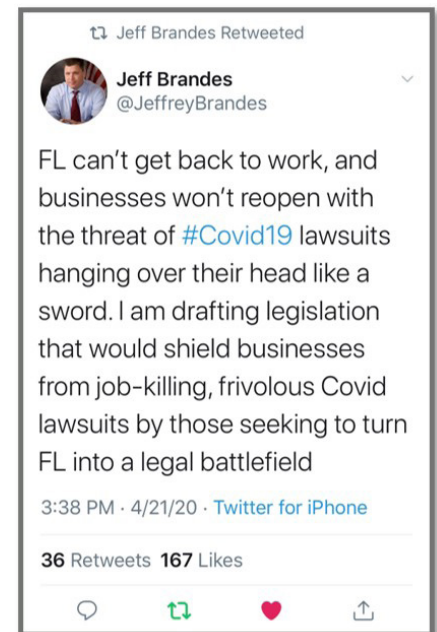 Jeff Brandes Retweeted
Jeff Brandes
@JeffreyBrandes
FL can't get back to work, and
businesses won't reopen with
the threat of #Covid19 lawsuits
hanging over their head like a
sword. I am drafting legislation
that would shield businesses
from job-killing, frivolous Covid
lawsuits by those seeking to turn
FL into a legal battlefield
3:38 PM · 4/21/20 · Twitter for iPhone
36 Retweets 167 Likes